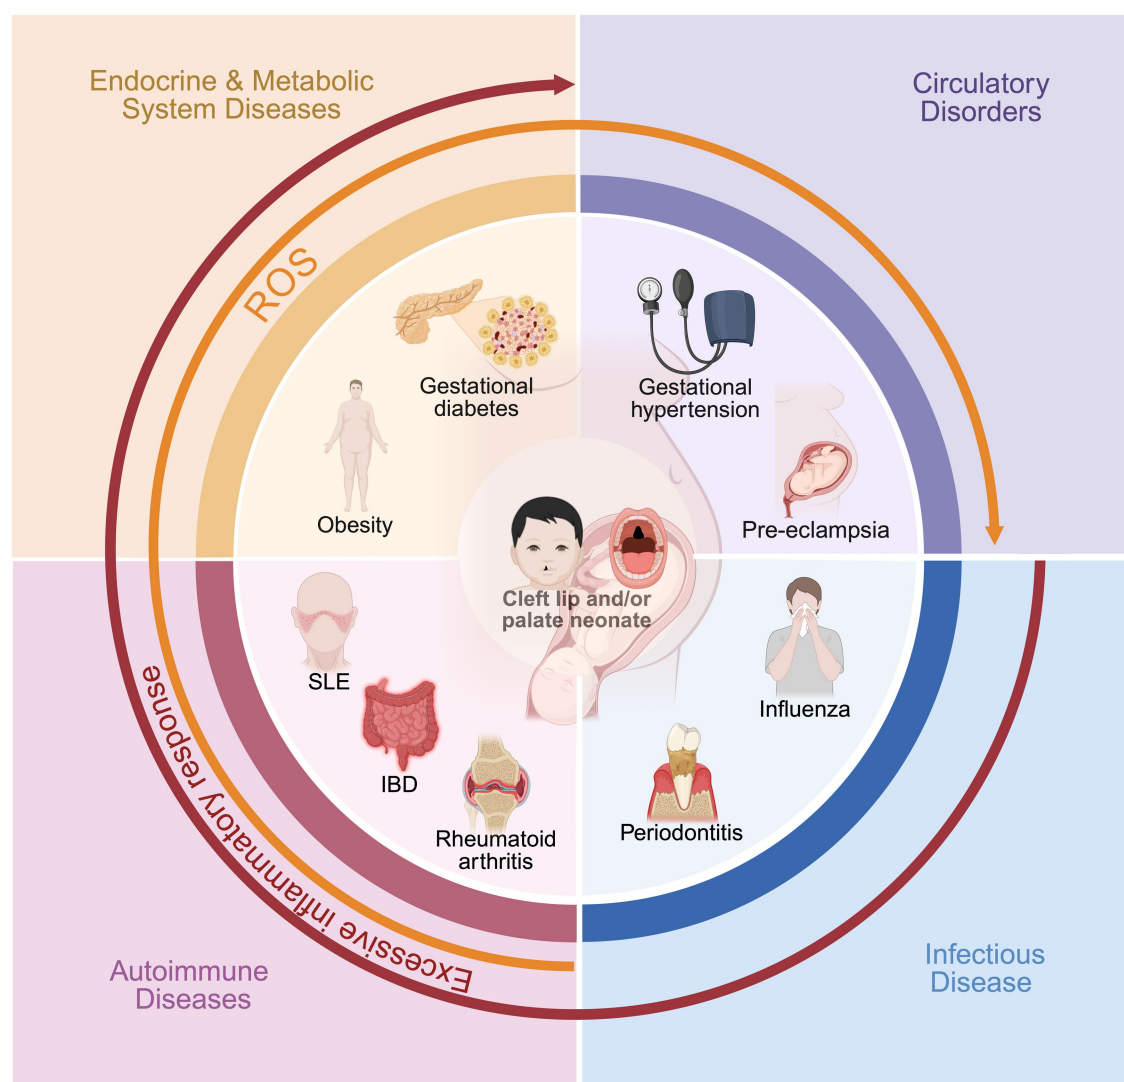 Endocrine & Metabolic
System Diseases
Circulatory
Disorders
ROS
Gestational
diabetes
Gestational
hypertension
Obesity
Pre-eclampsia
Cleft lip and/or
palate neonate
SLE
IBD
Rheumatoid
arthritis
Influenza
Periodontitis
Excessive inflammatory response
Autoimmune
Diseases
Infectious
Disease